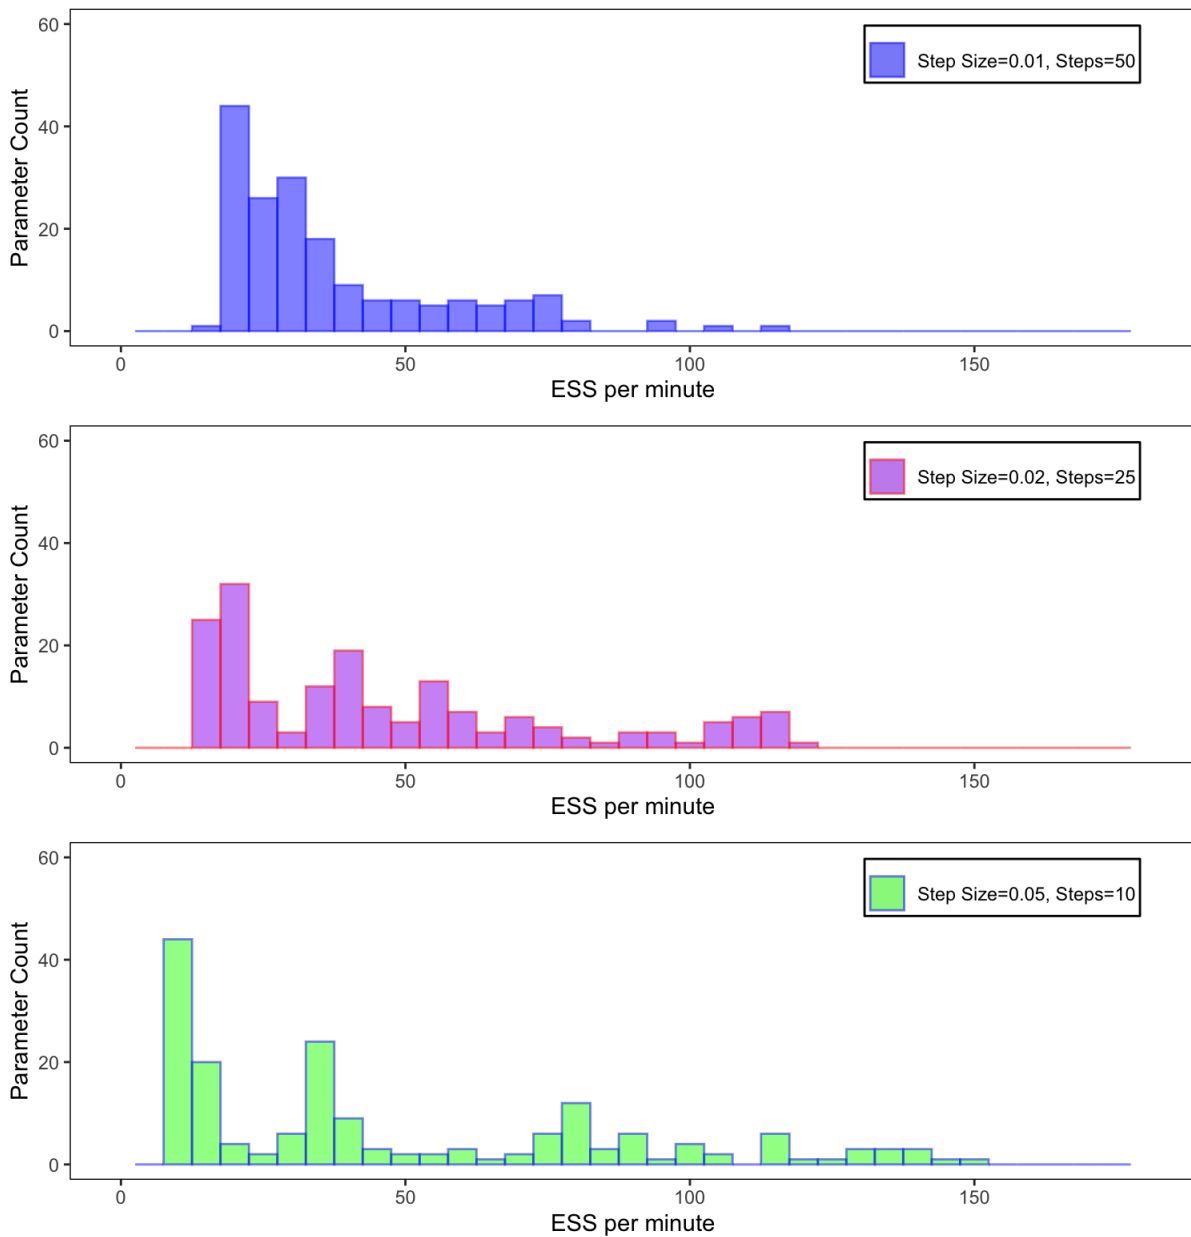 60
40
20
0
Parameter Count
Step Size=0.01, Steps=50
0 50 100 150
ESS per minute
60
40
20
0
Parameter Count
Step Size=0.02, Steps=25
0 50 100 150
ESS per minute
60
40
20
0
Parameter Count
Step Size=0.05, Steps=10
0 50 100 150
ESS per minute